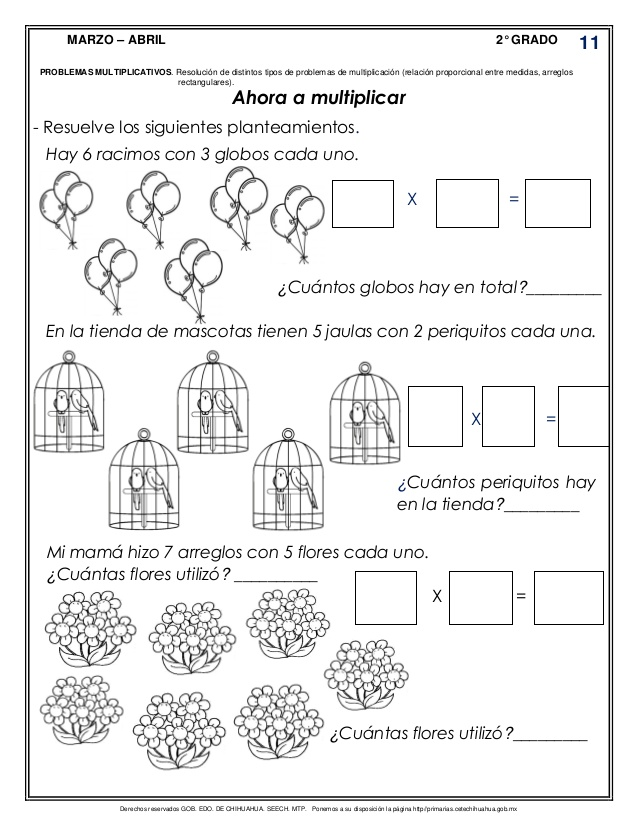 MARZO – ABRIL 2° GRADO 11
PROBLEMAS MULTIPLICATIVOS. Resolución de distintos tipos de problemas de multiplicación (relación proporcional entre medidas, arreglos
rectangulares).
Ahora a multiplicar
- Resuelve los siguientes planteamientos.
Hay 6 racimos con 3 globos cada uno.
X =
¿Cuántos globos hay en total?_________
En la tienda de mascotas tienen 5 jaulas con 2 periquitos cada una.
X =
¿Cuántos periquitos hay
en la tienda?_________
Mi mamá hizo 7 arreglos con 5 flores cada uno.
¿Cuántas flores utilizó? __________
X =
¿Cuántas flores utilizó?_________
Derechos reservados GOB. EDO. DE CHIHUAHUA. SEECH. MTP. Ponemos a su disposición la página http/primarias.cetechihuahua.gob.mx